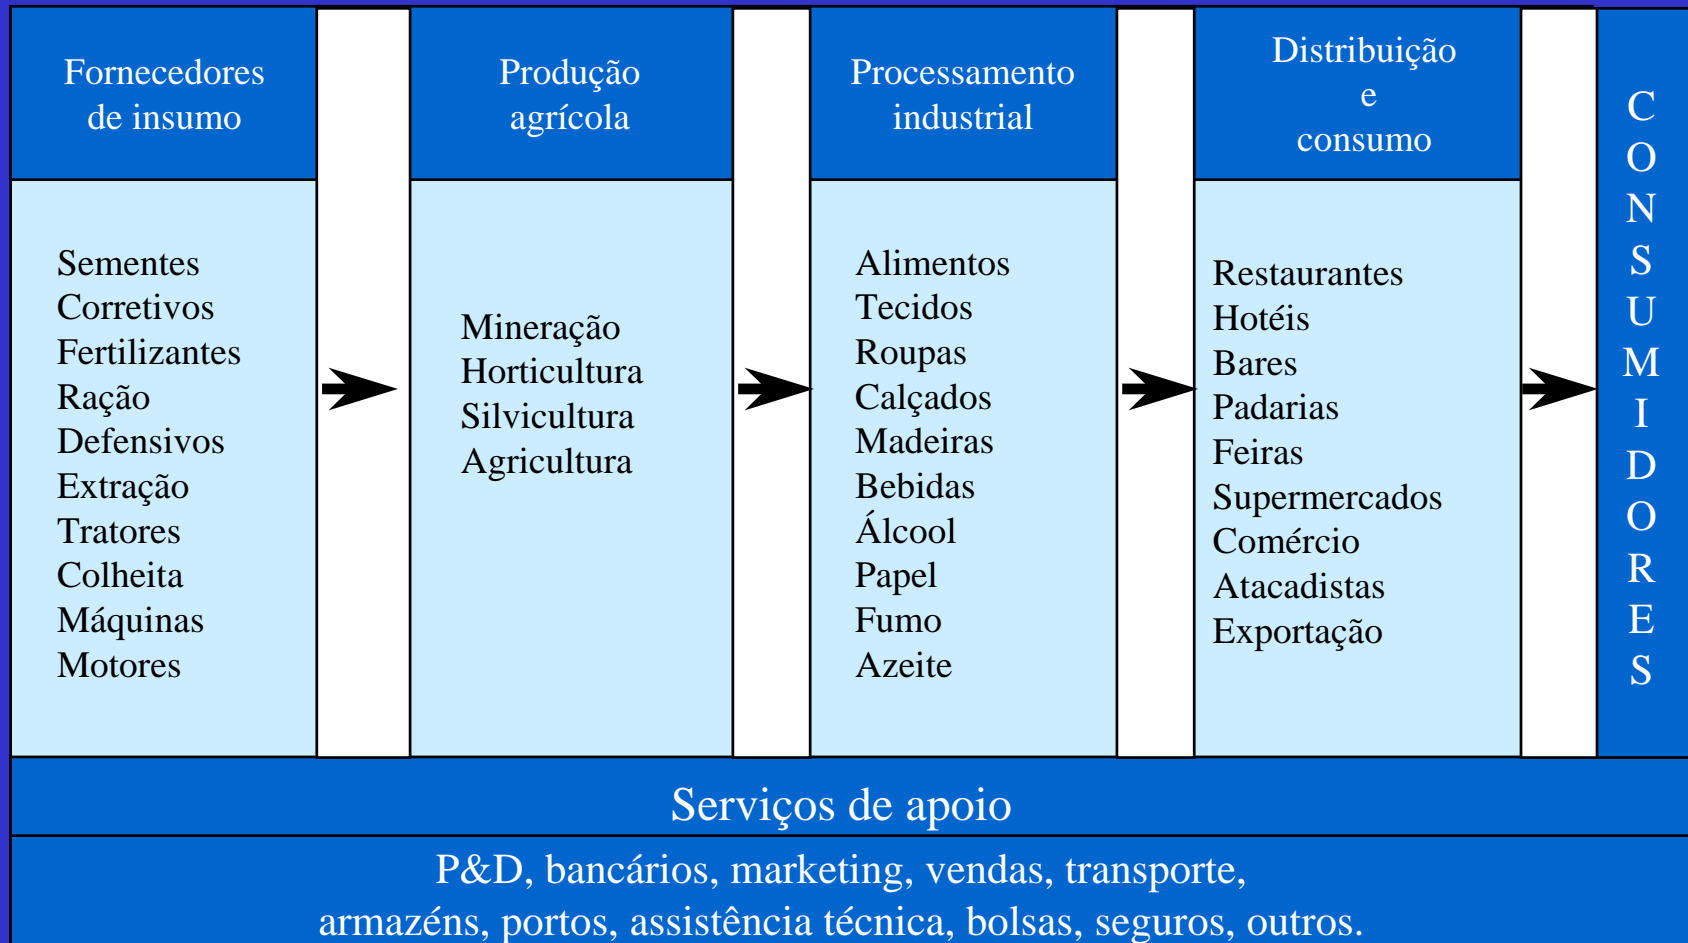 Fornecedores
de insumo
Produção
agrícola
Processamento
industrial
Distribuição
e
consumo
Sementes
Corretivos
Fertilizantes
Ração
Defensivos
Extração
Tratores
Colheita
Máquinas
Motores
Mineração
Horticultura
Silvicultura
Agricultura
Alimentos
Tecidos
Roupas
Calçados
Madeiras
Bebidas
Álcool
Papel
Fumo
Azeite
Restaurantes
Hotéis
Bares
Padarias
Feiras
Supermercados
Comércio
Atacadistas
Exportação
C
O
N
S
U
M
I
D
O
R
E
S
Serviços de apoio
P&D, bancários, marketing, vendas, transporte,
armazéns, portos, assistência técnica, bolsas, seguros, outros.